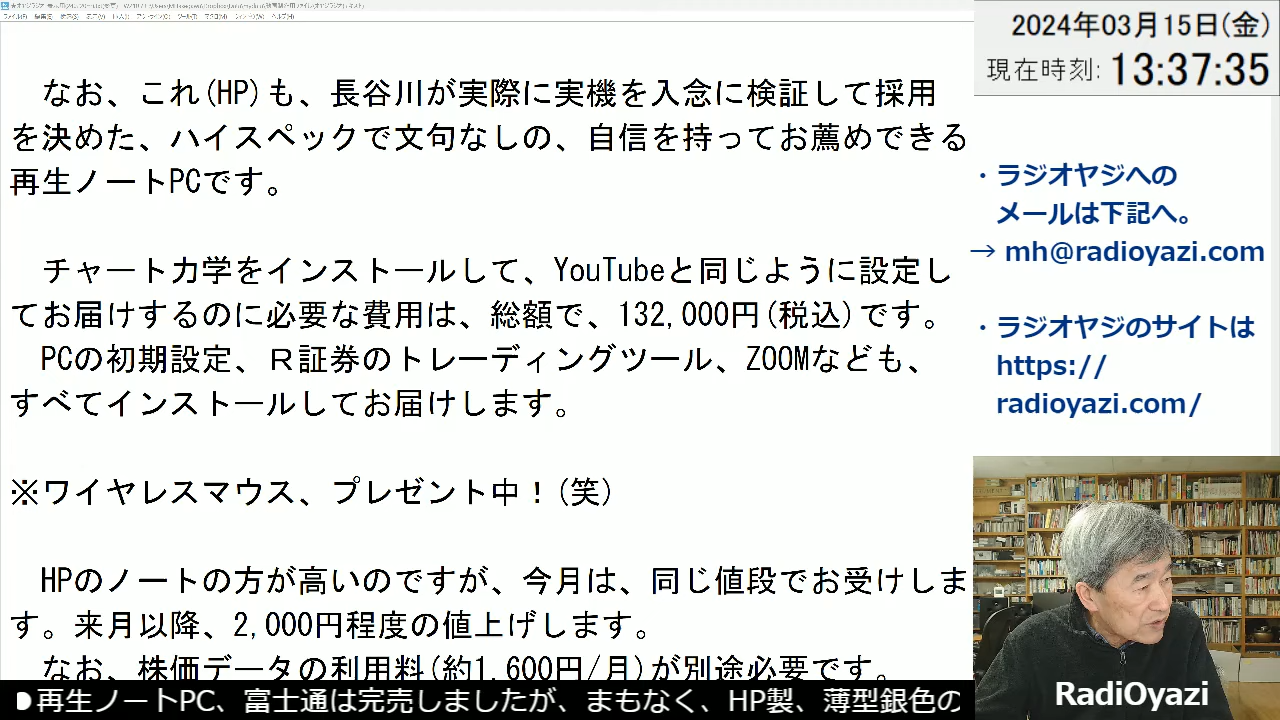 なお、これ(HP)も、長谷川が実際に実機を入念に検証して採用
を決めた、ハイスペックで文句なしの、自信を持ってお薦めできる
再生ノートPCです。
チャート力学をインストールして、YouTubeと同じように設定し
てお届けするのに必要な費用は、総額で、132,000円(税込)です。
PCの初期設定、R証券のトレーディングツール、ZOOMなども、
すべてインストールしてお届けします。
※ワイヤレスマウス、プレゼント中!(笑)
HPのノートの方が高いのですが、今月は、同じ値段でお受けしま
す。来月以降、2,000円程度の値上げします。
なお、株価データの利用料(約1,600円/月)が別途必要です。
2024年03月15日(金)
現在時刻: 13:37:35
・ラジオヤジへの
メールは下記へ。
→ mh@radioyazi.com
・ラジオヤジのサイトは
https://
radioyazi.com/
RadiOyazi
再生ノートPC、富士通は完売しましたが、まもなく、HP製、薄型銀色の